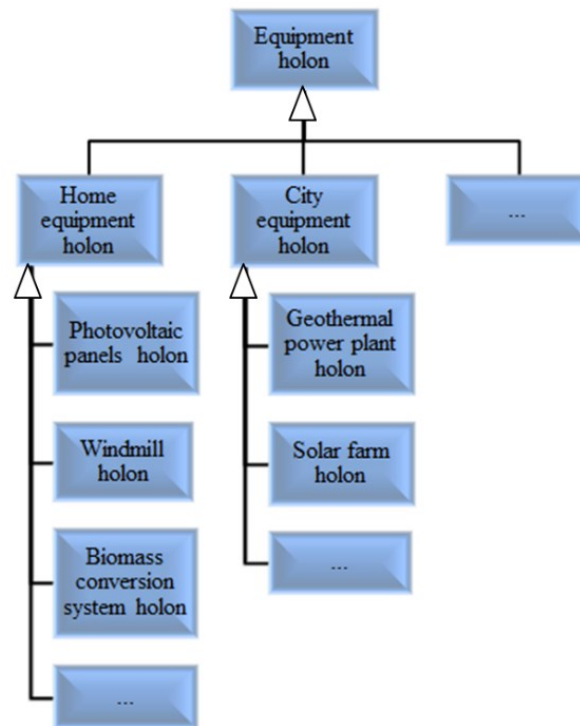 Equipment
holon
Home
equipment
holon
City
equipment
holon
...
Photovoltaic
panels holon
Windmill
holon
Biomass
conversion
system holon
...
Geothermal
power plant
holon
Solar farm
holon
...